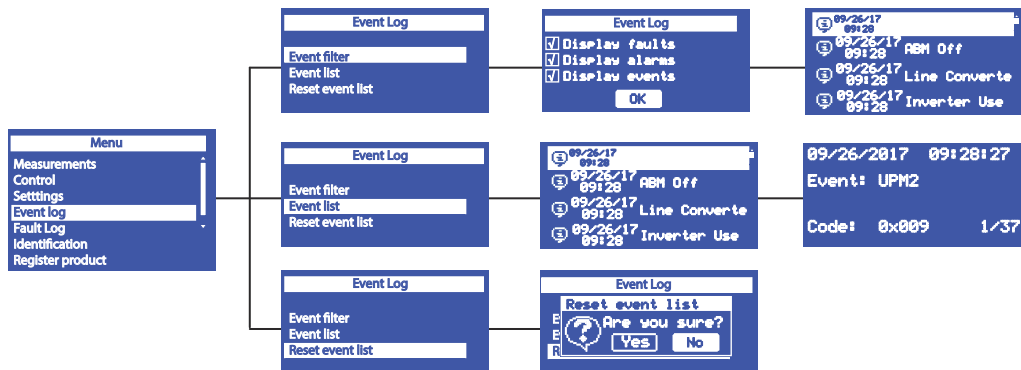 Menu
Measurements
Control
Setttings
Event log
Fault Log
Identification
Register product
Event Log
Event filter
Event list
Reset event list
Event Log
Display faults
Display alarms
Display events
OK
09/26/17
09:28
09/26/17
09:28 ABM Off
09/26/17
09:28 Line Converte
09/26/17
09:28 Inverter Use
Event Log
Event filter
Event list
Reset event list
09/26/17
09:28
09/26/17
09:28 ABM Off
09/26/17
09:28 Line Converte
09/26/17
09:28 Inverter Use
09/26/2017 09:28:27
Event: UPM2
Code: 0x009 1/37
Event Log
Event filter
Event list
Reset event list
Event Log
Reset event list
E
E
R
Are you sure?
Yes No